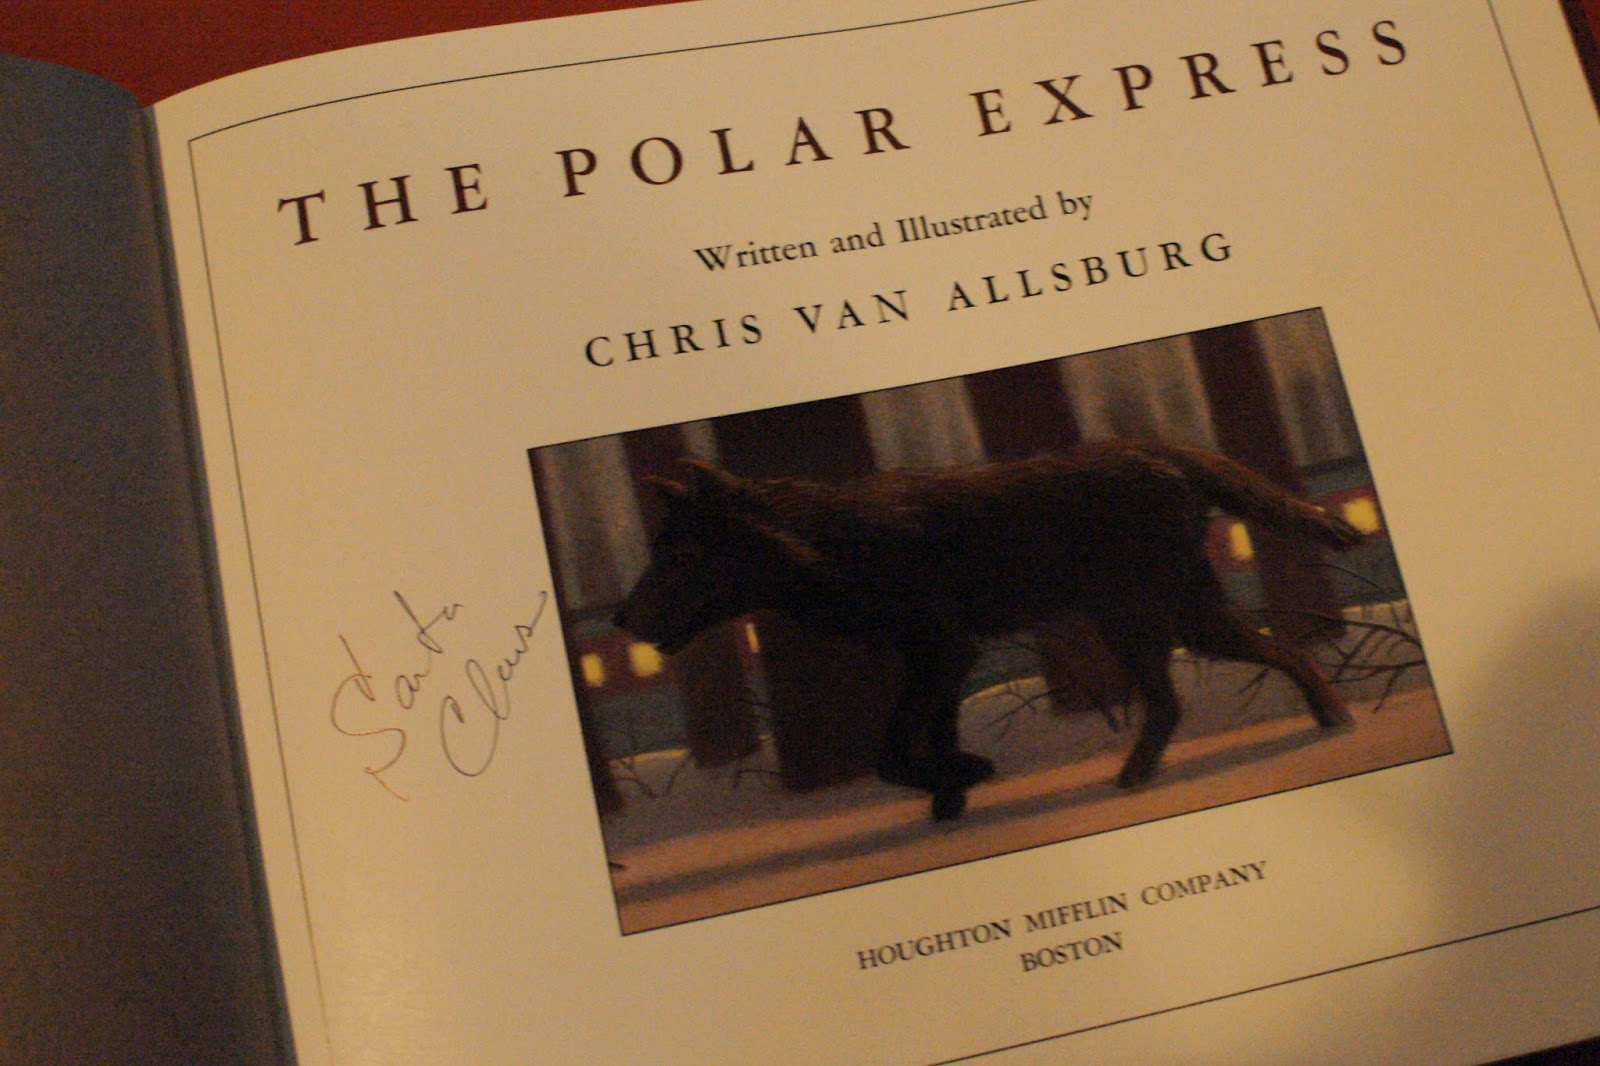 THE POLAR EXPRESS
Written and Illustrated by
CHRIS VAN ALLSBURG
Santa
Claus
HOUGHTON MIFFLIN COMPANY
BOSTON